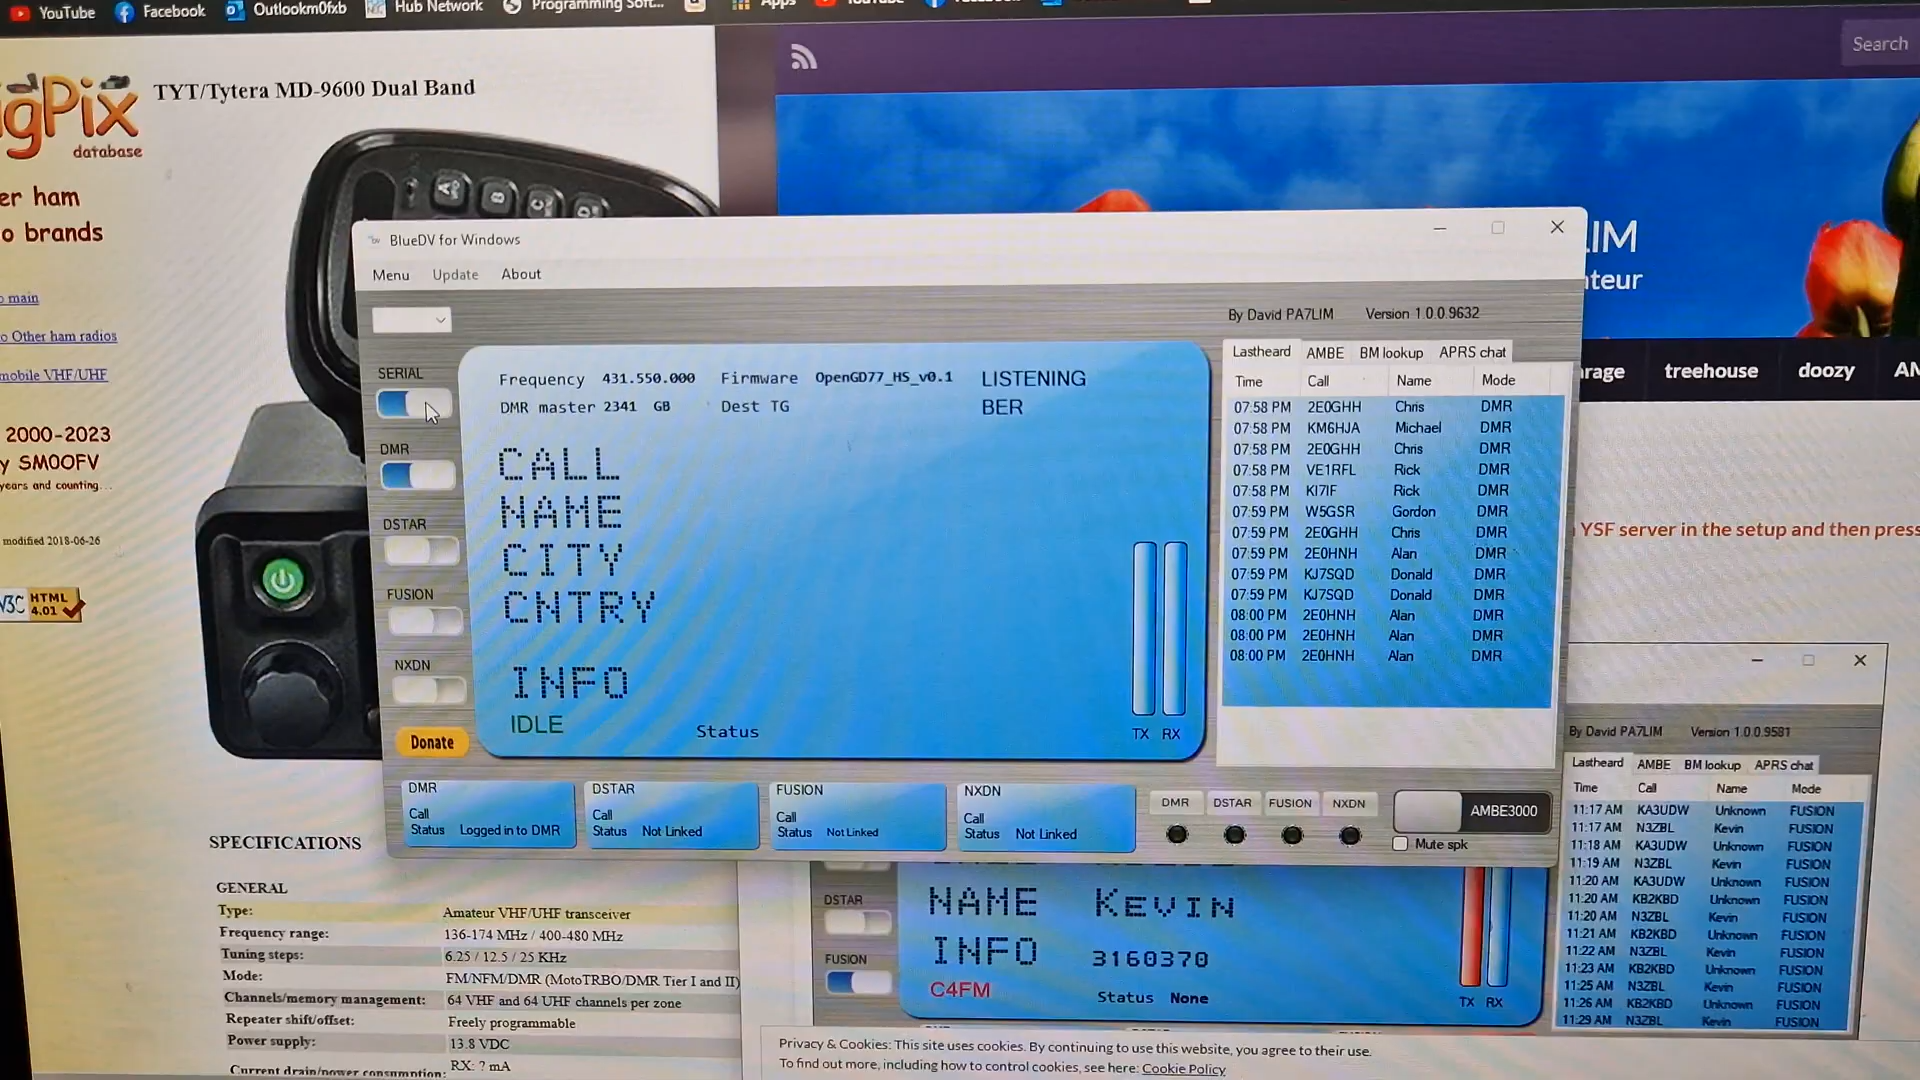 YouTube
Facebook
Outlookm0fxb
Hub Network
Programming Soft...
Apps
YouTube
igPix
database
TYT/Tytera MD-9600 Dual Band
er ham
o brands
o main
o Other ham radios
mobile VHF/UHF
2000-2023
y SM0OFV
years and counting...
modified 2018-06-26
W3C HTML
4.01
Search
LIM
ateur
treehouse
doozy
YSF server in the setup and then press
BlueDV for Windows
Menu Update About
By David PA7LIM Version 1.0.0.9632
SERIAL
DMR
DSTAR
FUSION
NXDN
Donate
Frequency 431.550.000 Firmware OpenGD77_HS_v0.1 LISTENING
DMR master 2341 GB Dest TG BER
CALL
NAME
CITY
CNTRY
INFO
IDLE
Status
TX RX
Lastheard AMBE BM lookup APRS chat
Time Call Name Mode
07:58 PM 2E0GHH Chris DMR
07:58 PM KM6HJA Michael DMR
07:58 PM 2E0GHH Chris DMR
07:58 PM VE1RFL Rick DMR
07:58 PM KI7IF Rick DMR
07:59 PM W5GSR Gordon DMR
07:59 PM 2E0GHH Chris DMR
07:59 PM 2E0HNH Alan DMR
07:59 PM KJ7SQD Donald DMR
07:59 PM KJ7SQD Donald DMR
08:00 PM 2E0HNH Alan DMR
08:00 PM 2E0HNH Alan DMR
08:00 PM 2E0HNH Alan DMR
DMR
Call
Status Logged in to DMR
DSTAR
Call
Status Not Linked
FUSION
Call
Status Not Linked
NXDN
Call
Status Not Linked
DMR DSTAR FUSION NXDN
AMBE3000
Mute spk
SPECIFICATIONS
GENERAL
Type: Amateur VHF/UHF transceiver
Frequency range: 136-174 MHz / 400-480 MHz
Tuning steps: 6.25 / 12.5 / 25 KHz
Mode: FM/NFM/DMR (MotoTRBO/DMR Tier I and II)
Channels/memory management: 64 VHF and 64 UHF channels per zone
Repeater shift/offset: Freely programmable
Power supply: 13.8 VDC
Current drain/power consumption: RX: ? mA
By David PA7LIM Version 1.0.0.9581
Lastheard AMBE BM lookup APRS chat
Time Call Name Mode
11:17 AM KA3UDW Unknown FUSION
11:17 AM N3ZBL Kevin FUSION
11:18 AM KA3UDW Unknown FUSION
11:19 AM N3ZBL Kevin FUSION
11:20 AM KA3UDW Unknown FUSION
11:20 AM KB2KBD Unknown FUSION
11:20 AM N3ZBL Kevin FUSION
11:21 AM KB2KBD Unknown FUSION
11:22 AM N3ZBL Kevin FUSION
11:23 AM KB2KBD Unknown FUSION
11:25 AM N3ZBL Kevin FUSION
11:26 AM KB2KBD Unknown FUSION
11:29 AM N3ZBL Kevin FUSION
DSTAR
FUSION
NAME KEVIN
INFO 3160370
C4FM
Status None
TX RX
Privacy & Cookies: This site uses cookies. By continuing to use this website, you agree to their use.
To find out more, including how to control cookies, see here: Cookie Policy